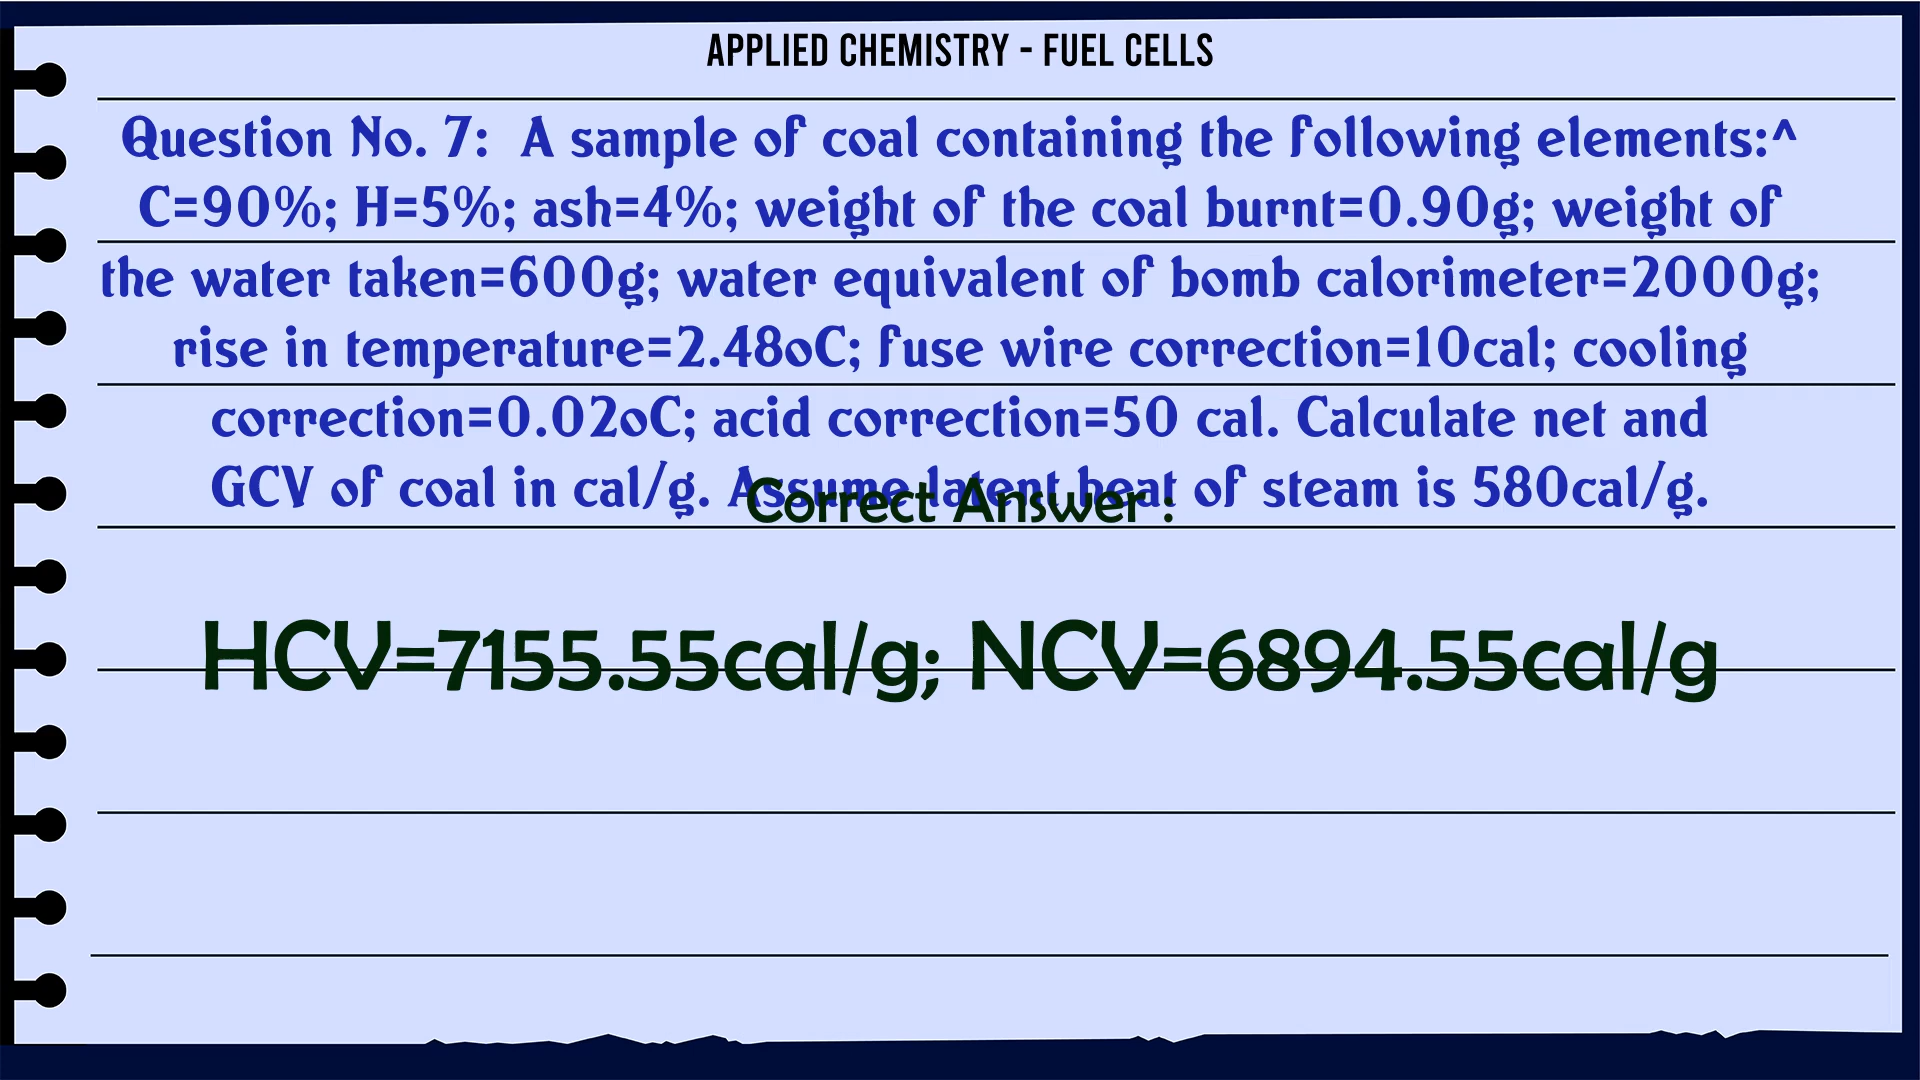 APPLIED CHEMISTRY - FUEL CELLS
Question No. 7:  A sample of coal containing the following elements:^
C=90%; H=5%; ash=4%; weight of the coal burnt=0.90g; weight of
the water taken=600g; water equivalent of bomb calorimeter=2000g;
rise in temperature=2.48oC; fuse wire correction=10cal; cooling
correction=0.02oC; acid correction=50 cal. Calculate net and
GCV of coal in cal/g. Assume latent heat of steam is 580cal/g.
Correct Answer :
HCV=7155.55cal/g; NCV=6894.55cal/g